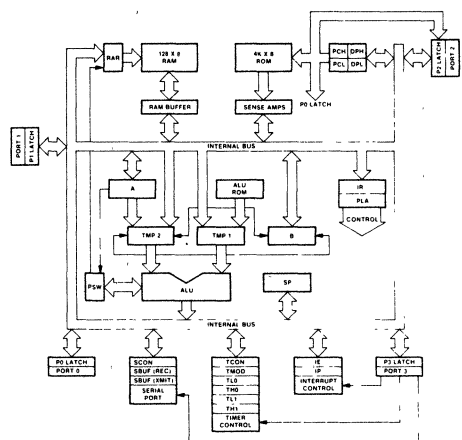 RAR
128 X 8
RAM
4K X 8
ROM
PCH
DPH
PCL
DPL
P2 LATCH
PORT 2
P0 LATCH
RAM BUFFER
SENSE AMPS
PORT 1
P1 LATCH
INTERNAL BUS
A
ALU
ROM
IR
PLA
CONTROL
TMP 2
TMP 1
B
PSW
ALU
SP
INTERNAL BUS
P0 LATCH
PORT 0
SCON
SBUF (REC)
SBUF (XMIT)
SERIAL
PORT
TCON
TMOD
TL0
TH0
TL1
TH1
TIMER
CONTROL
IE
IP
INTERRUPT
CONTROL
P3 LATCH
PORT 3